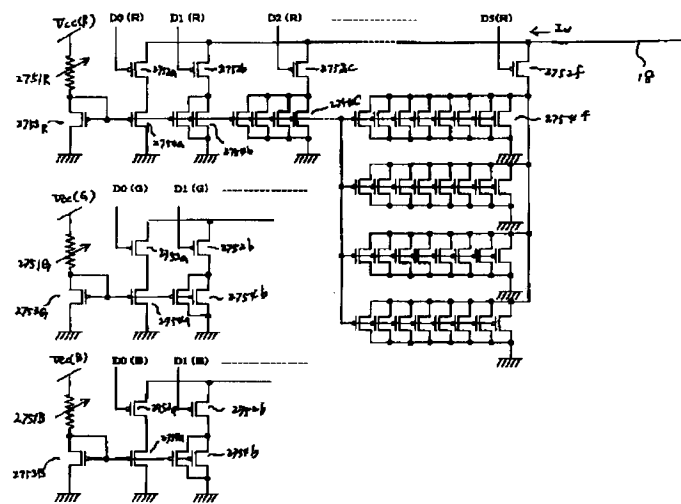 Vcc(R) D0(R) D1(R) D2(R) D5(R) Iw
2751R 2752a 2752b 2752c 2752f 18
2753R 2754a 2754b 2754c 2754f
Vcc(G) D0(G) D1(G)
2751G 2752a 2752b
2753G 2754a 2754b
Vcc(B) D0(B) D1(B)
2751B 2752a 2752b
2753B 2754a 2754b